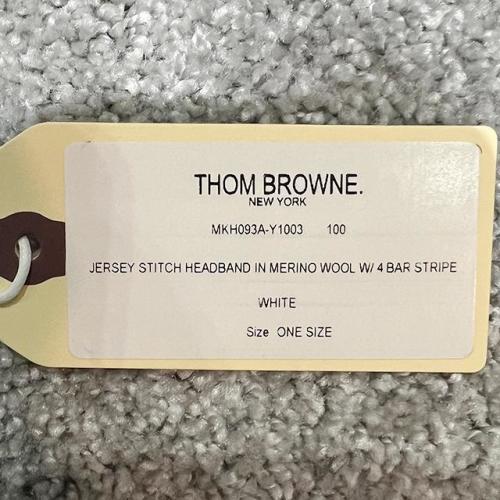 THOM BROWNE.
NEW YORK
MKH093A-Y1003 100
JERSEY STITCH HEADBAND IN MERINO WOOL W/ 4 BAR STRIPE
WHITE
Size ONE SIZE